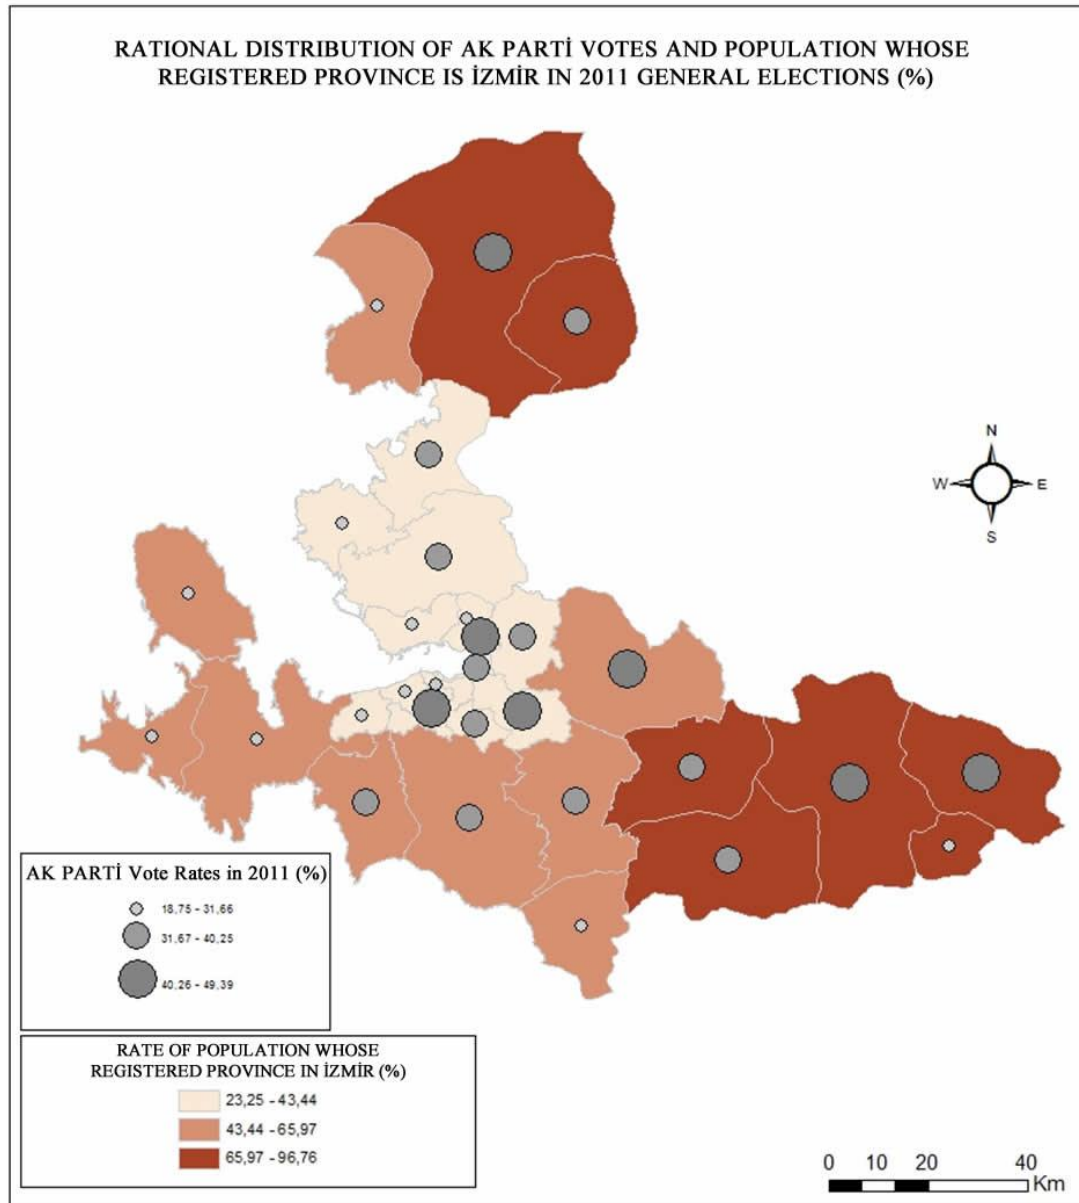 RATIONAL DISTRIBUTION OF AK PARTİ VOTES AND POPULATION WHOSE
REGISTERED PROVINCE IS İZMİR IN 2011 GENERAL ELECTIONS (%)
N
W E
S
AK PARTİ Vote Rates in 2011 (%)
18,75 - 31,66
31,67 - 40,25
40,26 - 49,39
RATE OF POPULATION WHOSE
REGISTERED PROVINCE IN İZMİR (%)
23,25 - 43,44
43,44 - 65,97
65,97 - 96,76
0 10 20 40
Km